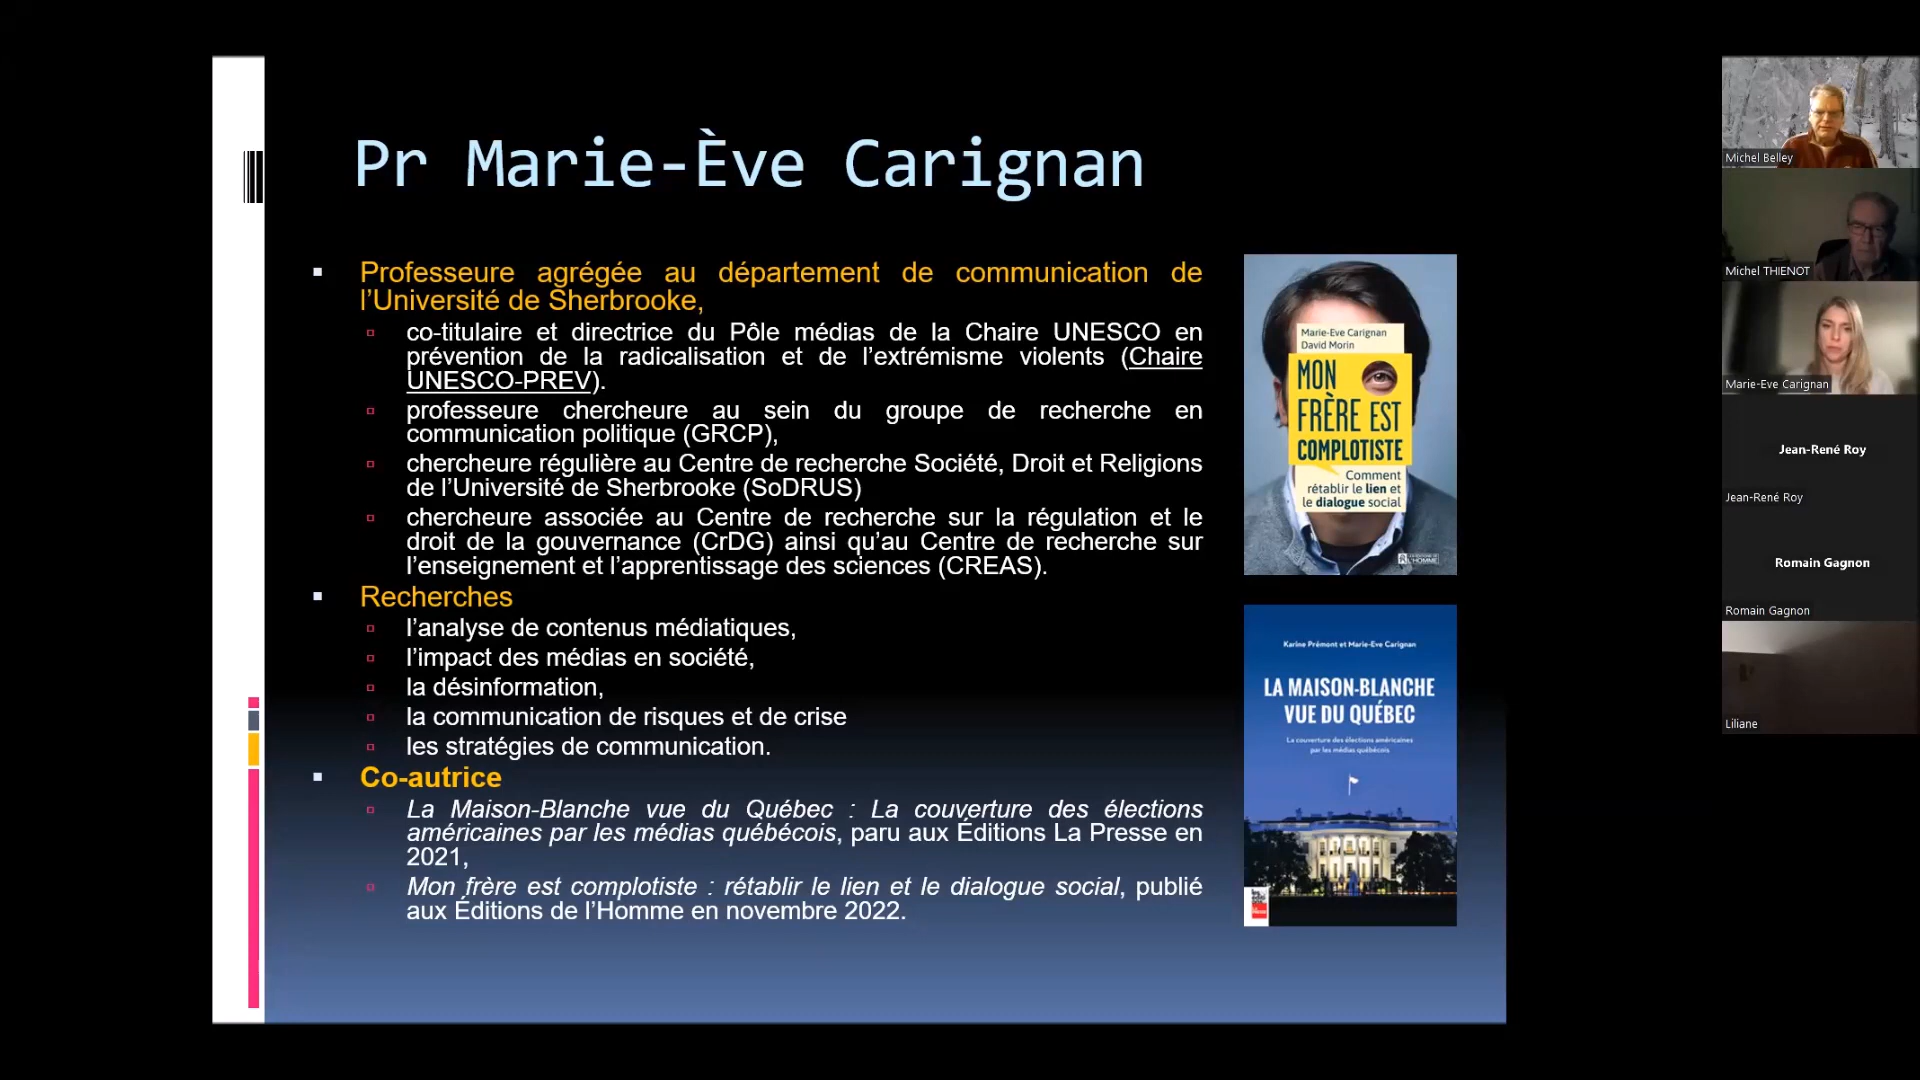 Pr Marie-Ève Carignan
Professeure agrégée au département de communication de
l’Université de Sherbrooke,
co-titulaire et directrice du Pôle médias de la Chaire UNESCO en
prévention de la radicalisation et de l’extrémisme violents (Chaire
UNESCO-PREV).
professeure chercheure au sein du groupe de recherche en
communication politique (GRCP),
chercheure régulière au Centre de recherche Société, Droit et Religions
de l’Université de Sherbrooke (SoDRUS)
chercheure associée au Centre de recherche sur la régulation et le
droit de la gouvernance (CrDG) ainsi qu’au Centre de recherche sur
l’enseignement et l’apprentissage des sciences (CREAS).
Recherches
l’analyse de contenus médiatiques,
l’impact des médias en société,
la désinformation,
la communication de risques et de crise
les stratégies de communication.
Co-autrice
La Maison-Blanche vue du Québec : La couverture des élections
américaines par les médias québécois, paru aux Éditions La Presse en
2021,
Mon frère est complotiste : rétablir le lien et le dialogue social, publié
aux Éditions de l’Homme en novembre 2022.
Marie-Eve Carignan
David Morin
MON
FRÈRE EST
COMPLOTISTE
Comment
rétablir le lien et
le dialogue social
L'HOMME
Karine Prémont et Marie-Eve Carignan
LA MAISON-BLANCHE
VUE DU QUÉBEC
La couverture des élections américaines
par les médias québécois
Michel Belley
Michel THIENOT
Marie-Eve Carignan
Jean-René Roy
Jean-René Roy
Romain Gagnon
Romain Gagnon
Liliane